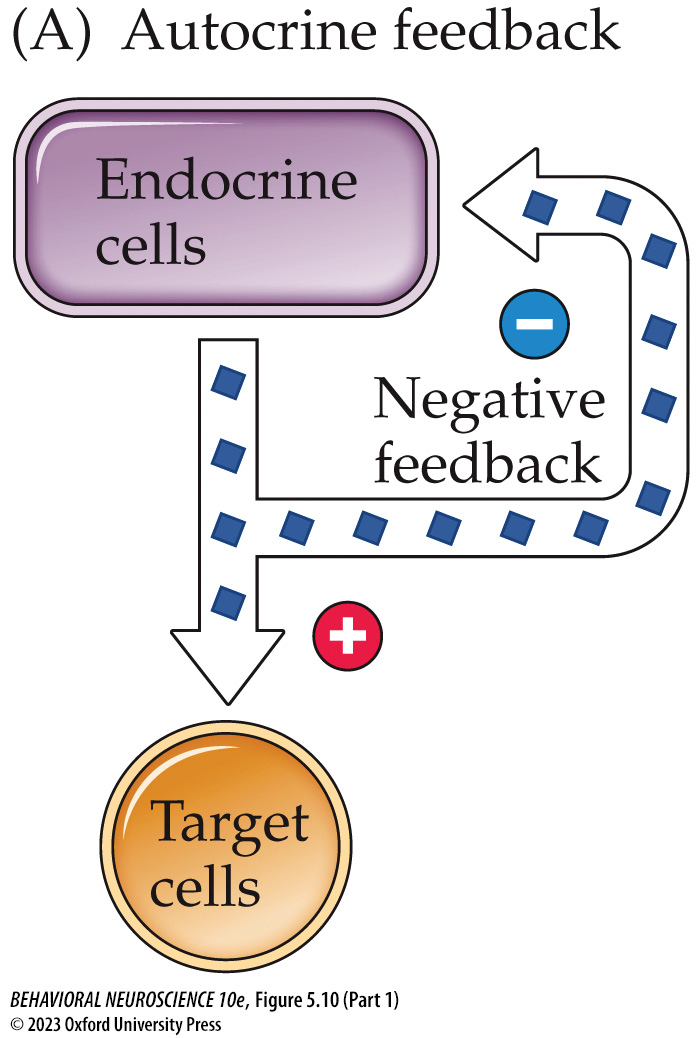 (A) Autocrine feedback
Endocrine
cells
−
Negative
feedback
+
Target
cells
BEHAVIORAL NEUROSCIENCE 10e, Figure 5.10 (Part 1)
© 2023 Oxford University Press